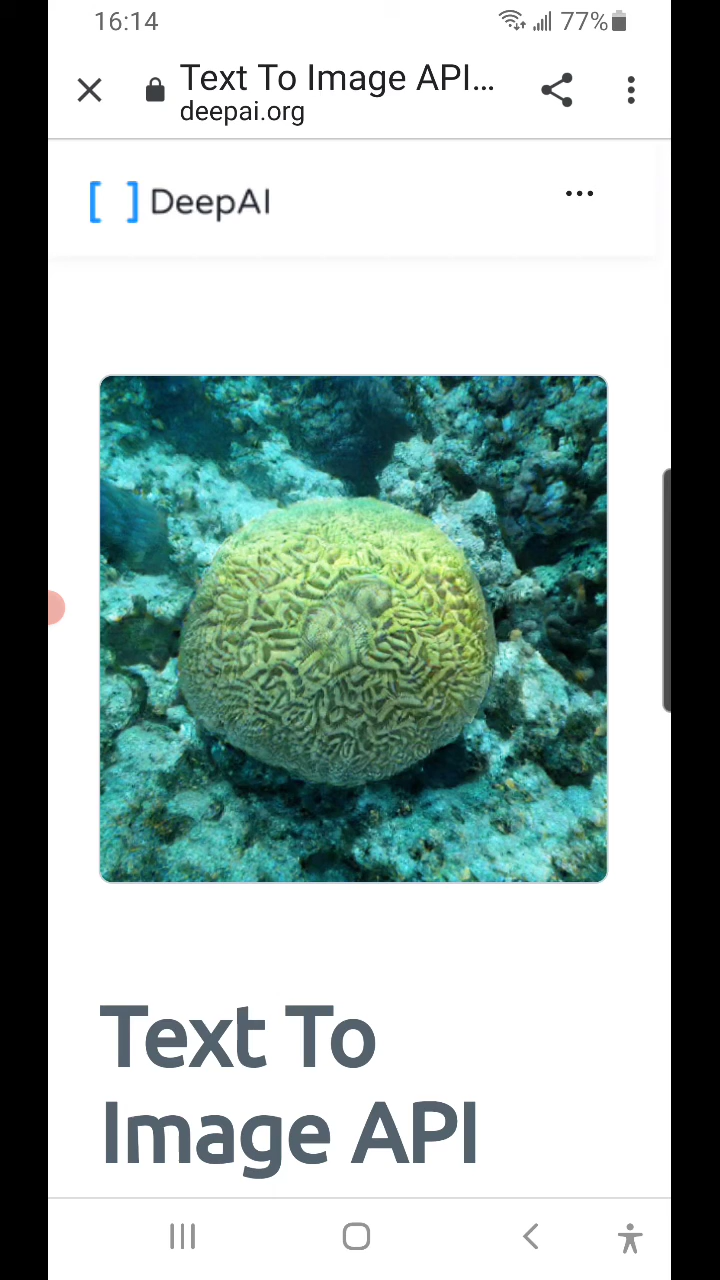 16:14
77%
Text To Image API...
deepai.org
[ ] DeepAI
Text To
Image API